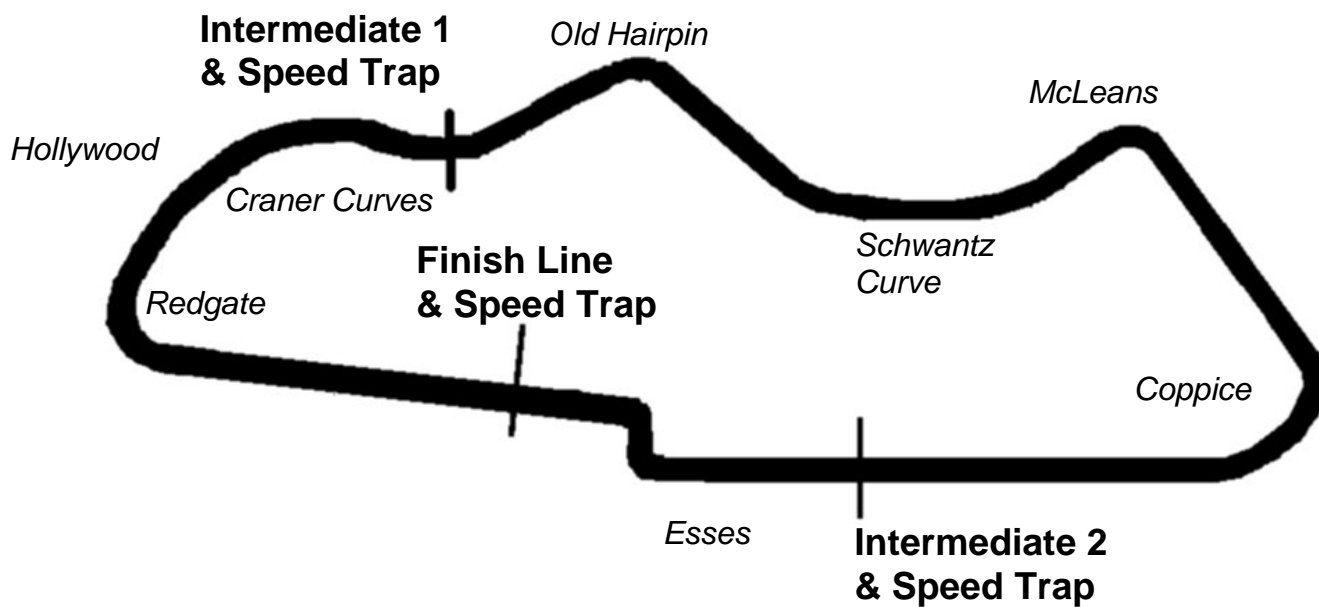 Intermediate 1
& Speed Trap
Old Hairpin
McLeans
Hollywood
Craner Curves
Schwantz
Curve
Finish Line
& Speed Trap
Redgate
Coppice
Esses
Intermediate 2
& Speed Trap